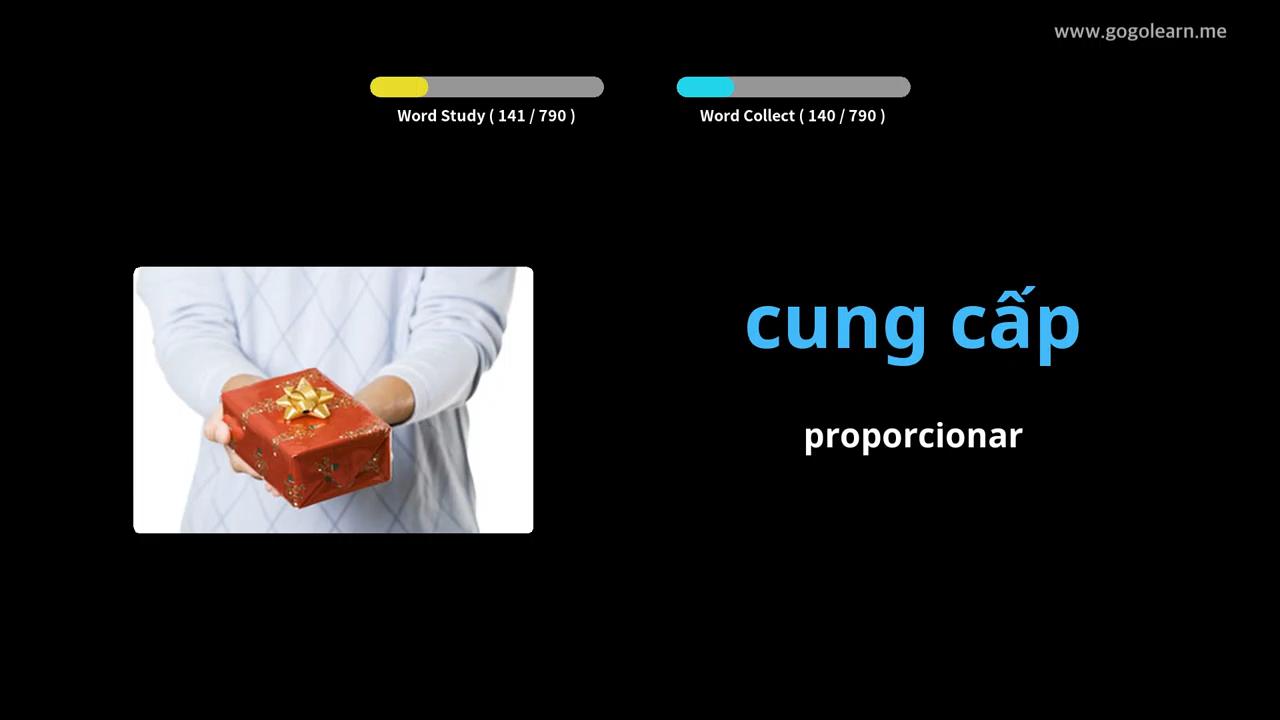 www.gogolearn.me
Word Study ( 141 / 790 )
Word Collect ( 140 / 790 )
cung cấp
proporcionar